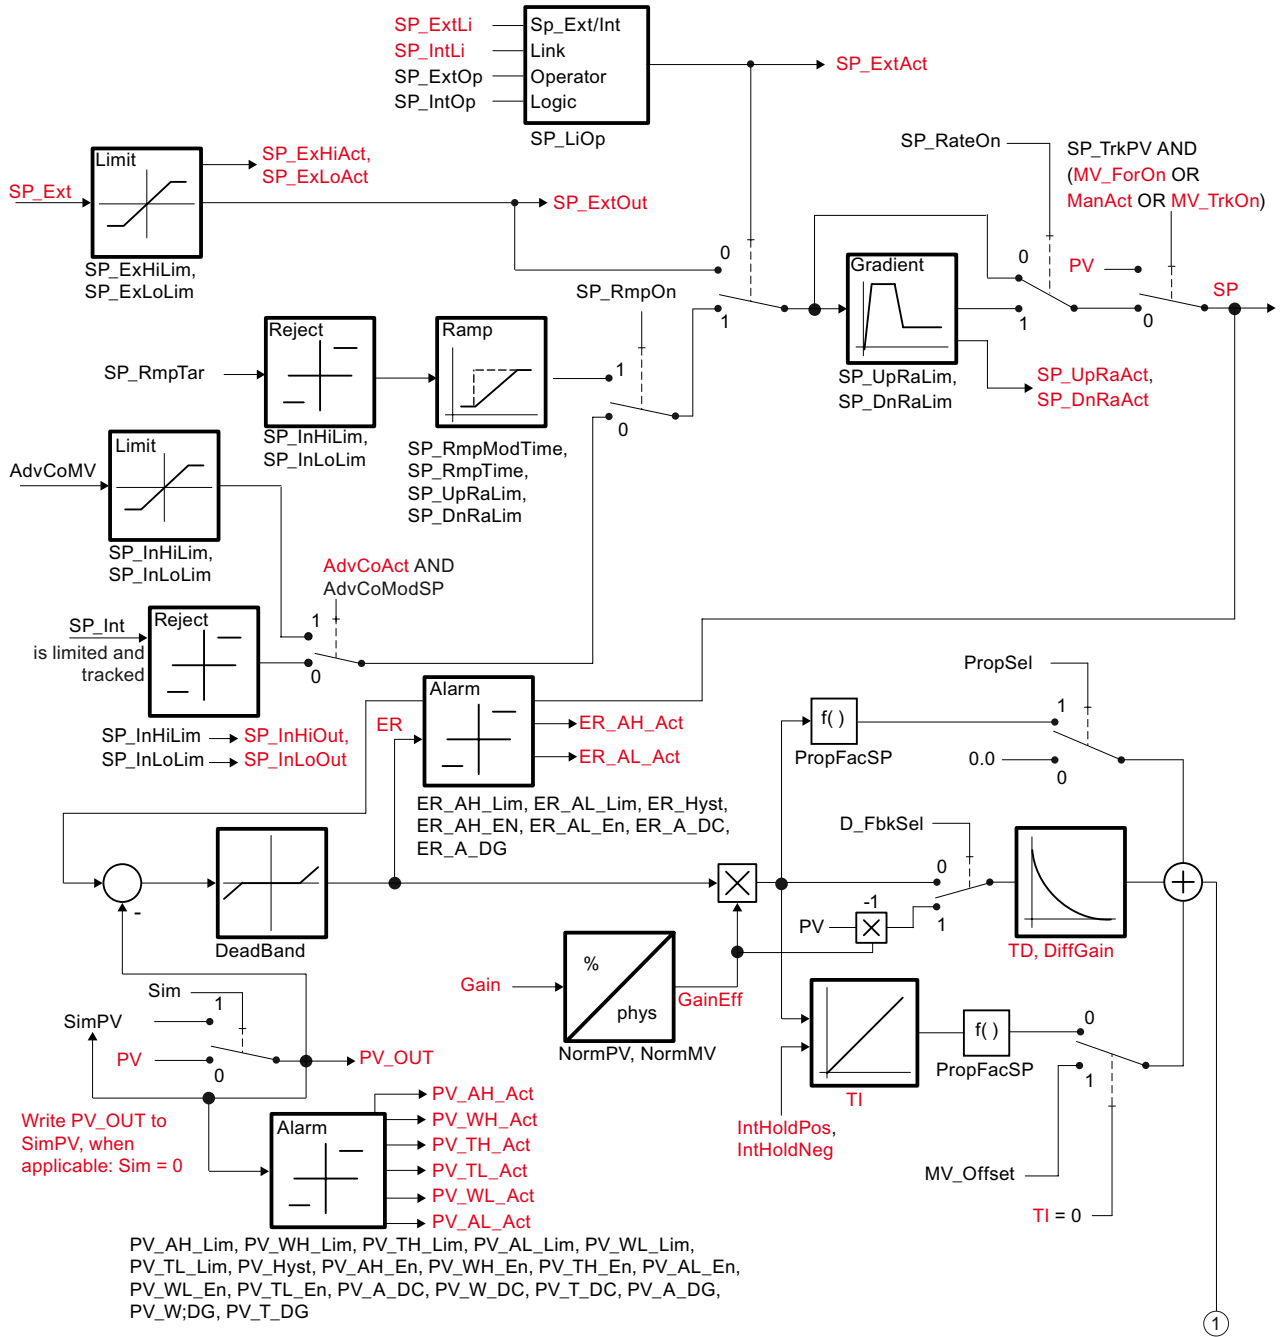 SP_ExtLi
SP_IntLi
SP_ExtOp
SP_IntOp
Sp_Ext/Int
Link
Operator
Logic
SP_LiOp
SP_ExtAct
SP_Ext
Limit
SP_ExHiLim,
SP_ExLoLim
SP_ExHiAct,
SP_ExLoAct
SP_ExtOut
SP_RateOn
SP_TrkPV AND
(MV_ForOn OR
ManAct OR MV_TrkOn)
0
1
Gradient
SP_UpRaLim,
SP_DnRaLim
0
1
PV
0
SP
SP_UpRaAct,
SP_DnRaAct
SP_RmpOn
SP_RmpTar
Reject
SP_InHiLim,
SP_InLoLim
Ramp
SP_RmpModTime,
SP_RmpTime,
SP_UpRaLim,
SP_DnRaLim
1
0
AdvCoMV
Limit
SP_InHiLim,
SP_InLoLim
AdvCoAct AND
AdvCoModSP
1
0
SP_Int
is limited and
tracked
Reject
SP_InHiLim
SP_InHiOut,
SP_InLoLim
SP_InLoOut
ER
Alarm
ER_AH_Act
ER_AL_Act
ER_AH_Lim, ER_AL_Lim, ER_Hyst,
ER_AH_EN, ER_AL_En, ER_A_DC,
ER_A_DG
PropSel
f( )
PropFacSP
1
0.0
0
D_FbkSel
0
1
-1
PV
TD, DiffGain
-
DeadBand
Gain
%
phys
GainEff
NormPV, NormMV
TI
IntHoldPos,
IntHoldNeg
f( )
PropFacSP
0
1
MV_Offset
TI = 0
Sim
SimPV
1
PV
0
PV_OUT
Write PV_OUT to
SimPV, when
applicable: Sim = 0
Alarm
PV_AH_Act
PV_WH_Act
PV_TH_Act
PV_TL_Act
PV_WL_Act
PV_AL_Act
PV_AH_Lim, PV_WH_Lim, PV_TH_Lim, PV_AL_Lim, PV_WL_Lim,
PV_TL_Lim, PV_Hyst, PV_AH_En, PV_WH_En, PV_TH_En, PV_AL_En,
PV_WL_En, PV_TL_En, PV_A_DC, PV_W_DC, PV_T_DC, PV_A_DG,
PV_W;DG, PV_T_DG
1